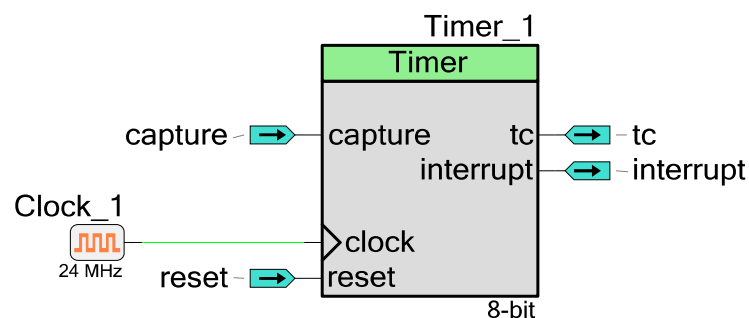 Timer_1
Timer
capture
capture
tc
tc
interrupt
interrupt
Clock_1
clock
24 MHz
reset
reset
8-bit